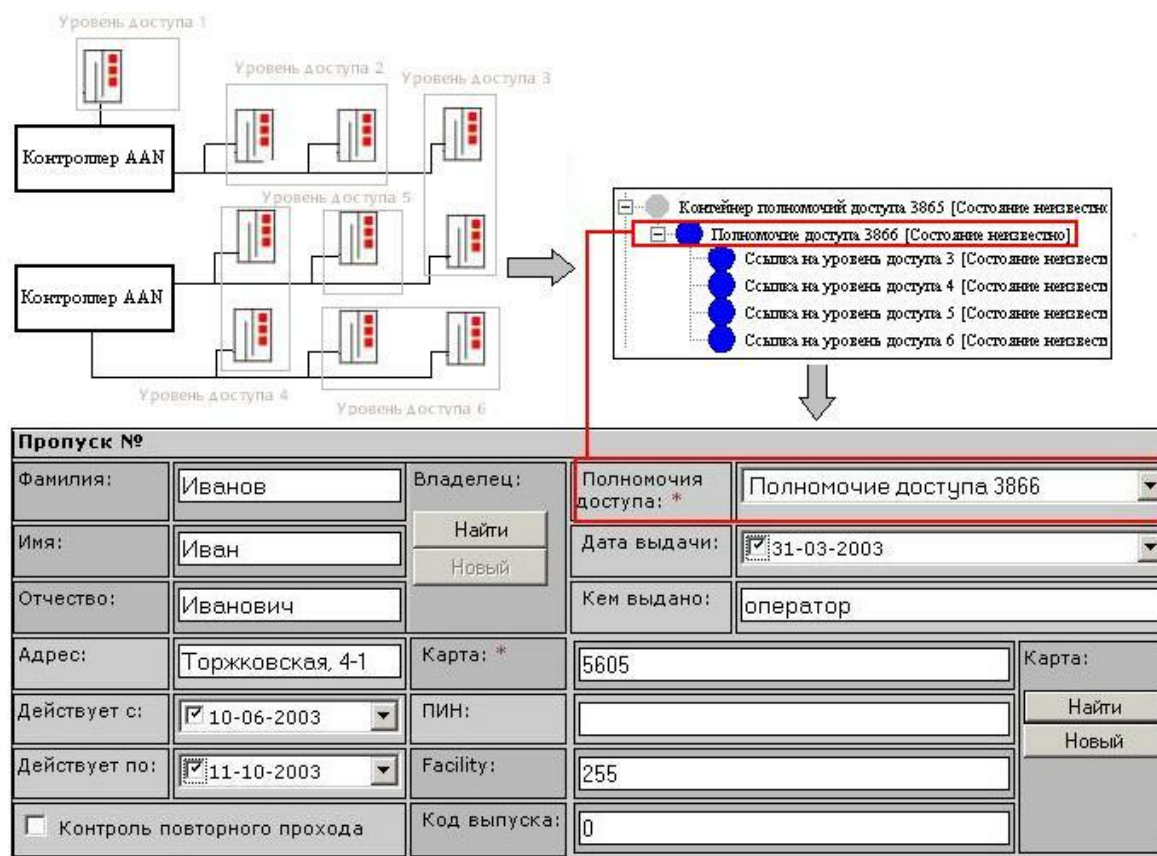 Уровень доступа 1
Уровень доступа 2
Уровень доступа 3
Контроллер AAN
Уровень доступа 5
Контроллер AAN
Уровень доступа 4
Уровень доступа 6
Контейнер полномочий доступа 3865 [Состояние неизвестно
Полномочие доступа 3866 [Состояние неизвестно]
Ссылка на уровень доступа 3 [Состояние неизвестн
Ссылка на уровень доступа 4 [Состояние неизвестн
Ссылка на уровень доступа 5 [Состояние неизвестн
Ссылка на уровень доступа 6 [Состояние неизвестн
Пропуск №
Фамилия:
Иванов
Владелец:
Полномочия
доступа: *
Полномочие доступа 3866
Имя:
Иван
Найти
Новый
Дата выдачи:
31-03-2003
Отчество:
Иванович
Кем выдано:
оператор
Адрес:
Торжковская, 4-1
Карта: *
5605
Карта:
Действует с:
10-06-2003
ПИН:
Найти
Новый
Действует по:
11-10-2003
Facility:
255
Контроль повторного прохода
Код выпуска:
0